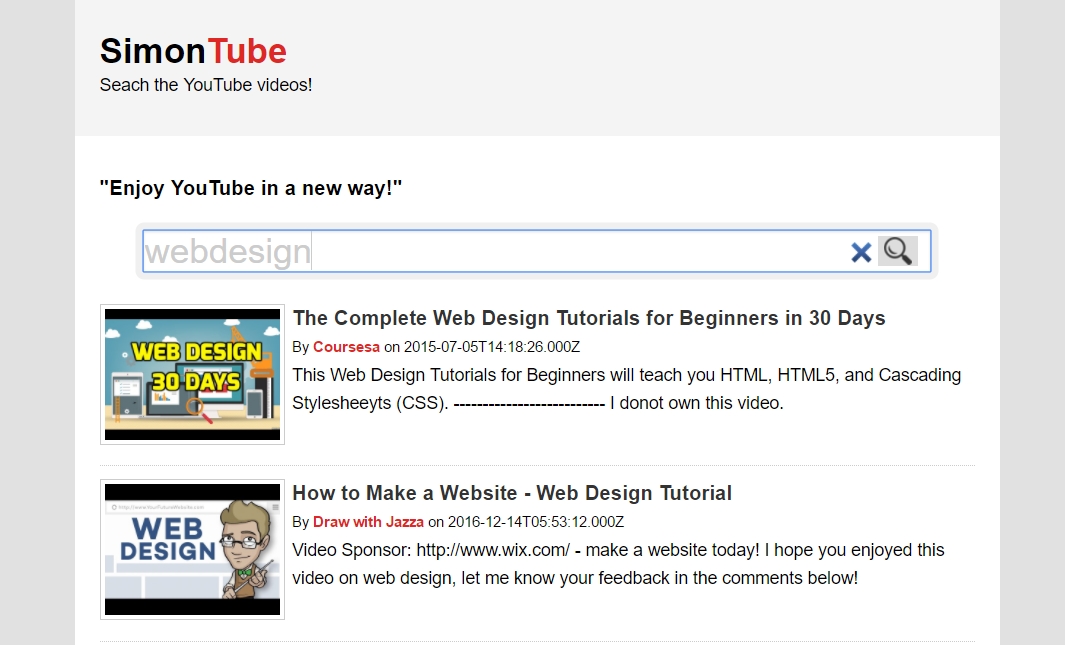 SimonTube
Seach the YouTube videos!
"Enjoy YouTube in a new way!"
webdesign
The Complete Web Design Tutorials for Beginners in 30 Days
By Coursesa on 2015-07-05T14:18:26.000Z
This Web Design Tutorials for Beginners will teach you HTML, HTML5, and Cascading
Stylesheeyts (CSS). -------------------------- I donot own this video.
WEB DESIGN
30 DAYS
How to Make a Website - Web Design Tutorial
By Draw with Jazza on 2016-12-14T05:53:12.000Z
Video Sponsor: http://www.wix.com/ - make a website today! I hope you enjoyed this
video on web design, let me know your feedback in the comments below!
WEB
DESIGN